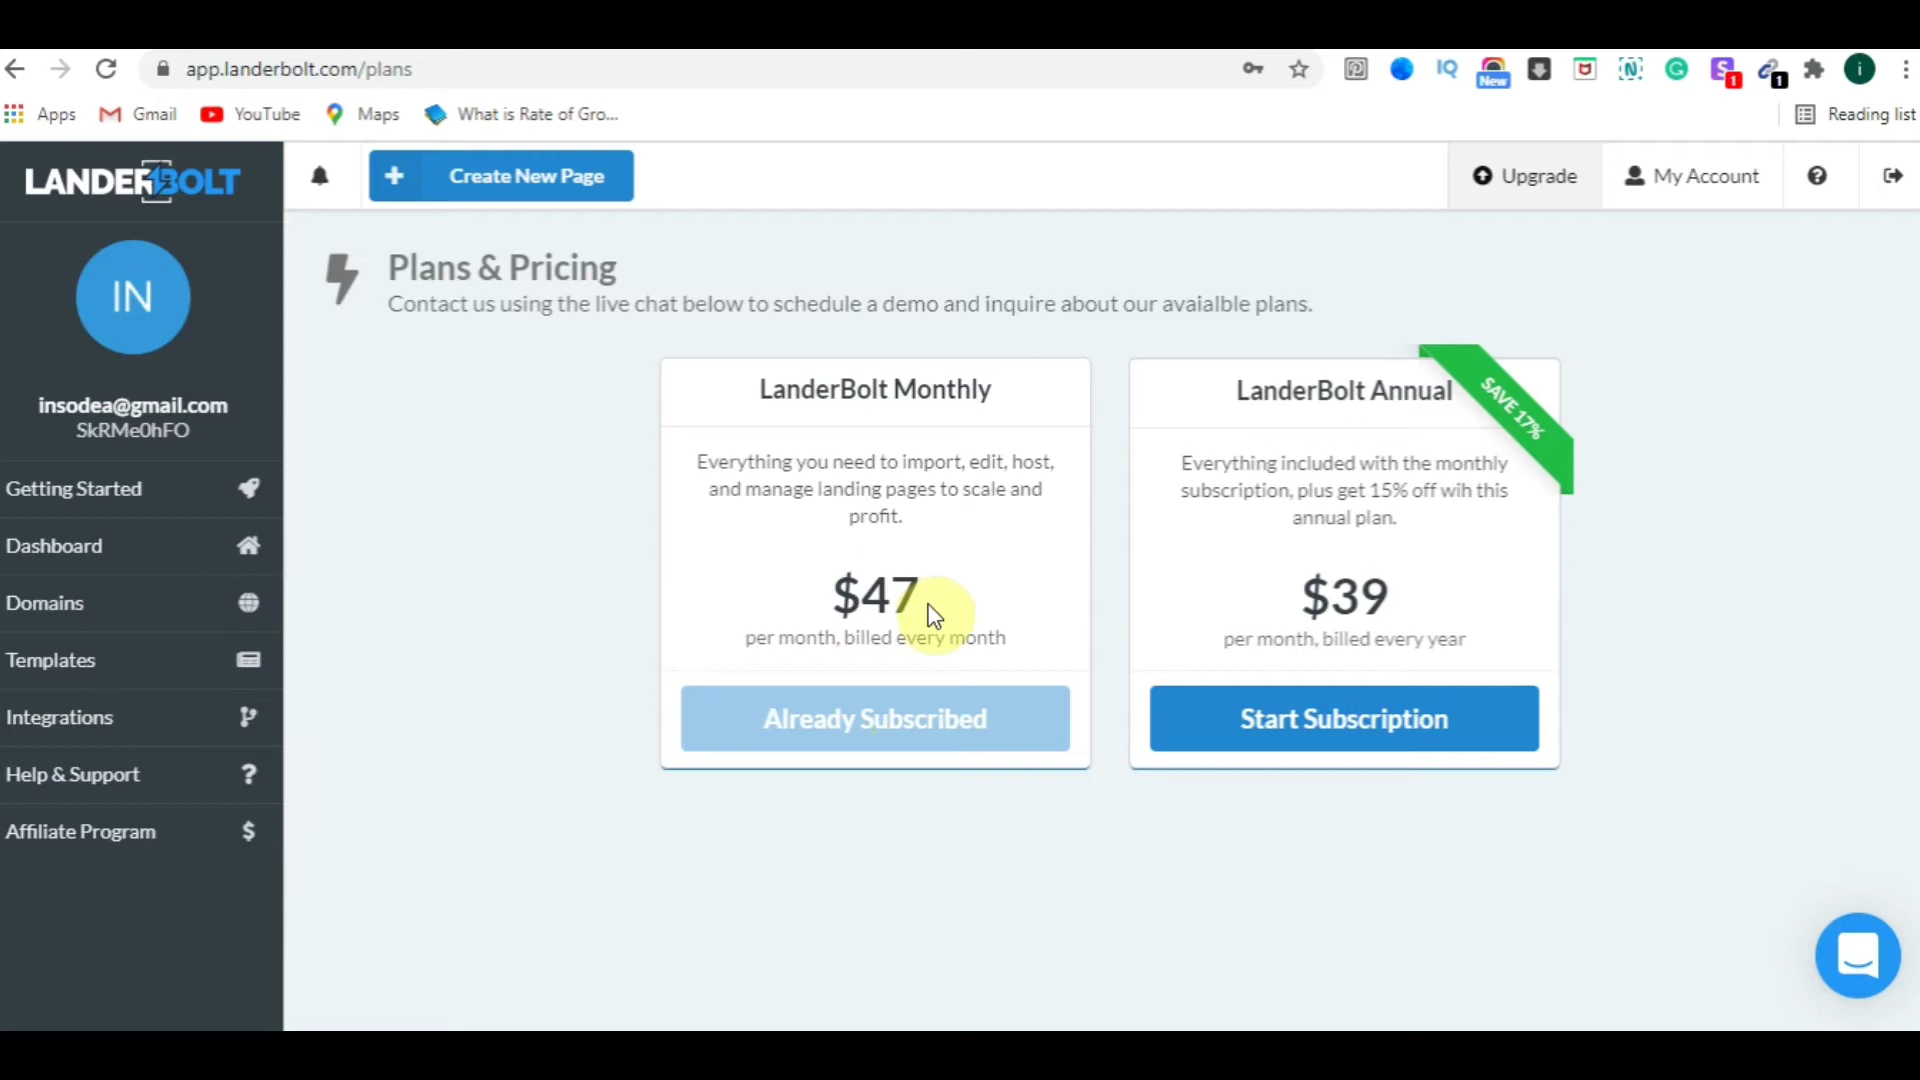 app.landerbolt.com/plans
IQ
New
1
1
i
Apps
Gmail
YouTube
Maps
What is Rate of Gro...
Reading list
LANDERBOLT
Create New Page
Upgrade
My Account
IN
insodea@gmail.com
SkRMe0hFO
Getting Started
Dashboard
Domains
Templates
Integrations
Help & Support
Affiliate Program
Plans & Pricing
Contact us using the live chat below to schedule a demo and inquire about our avaialble plans.
LanderBolt Monthly
Everything you need to import, edit, host,
and manage landing pages to scale and
profit.
$47
per month, billed every month
Already Subscribed
LanderBolt Annual
SAVE 17%
Everything included with the monthly
subscription, plus get 15% off wih this
annual plan.
$39
per month, billed every year
Start Subscription